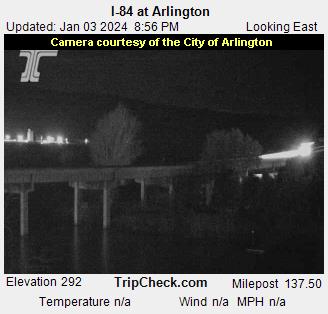 I-84 at Arlington
Updated: Jan 03 2024 8:56 PM Looking East
Camera courtesy of the City of Arlington
Elevation 292 TripCheck.com Milepost 137.50
Temperature n/a Wind n/a MPH n/a